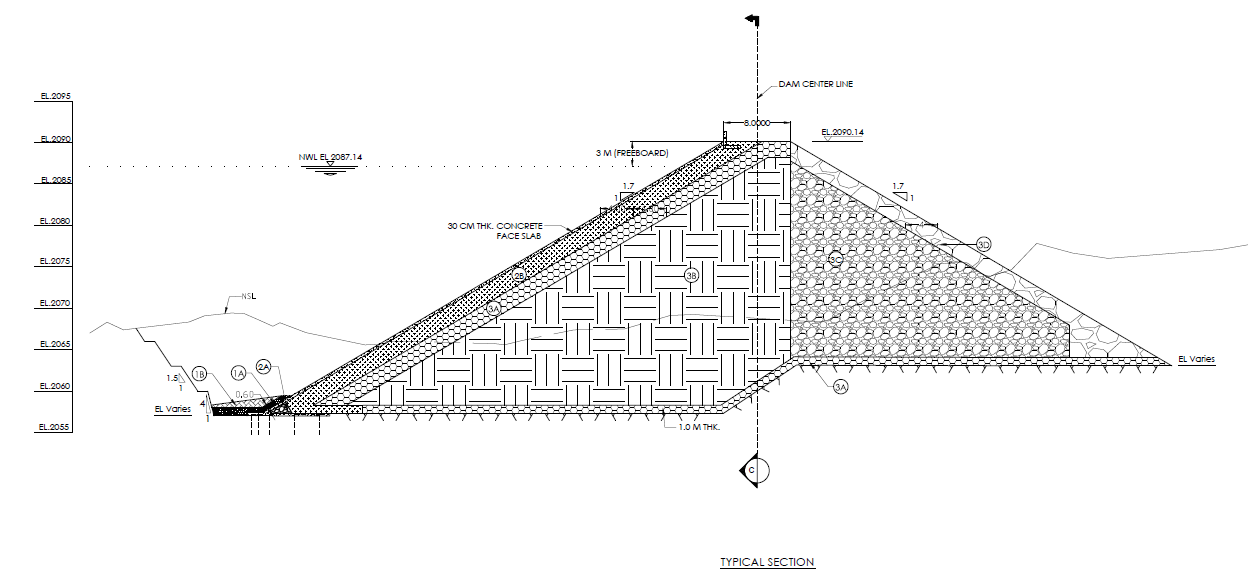 DAM CENTER LINE
EL.2095
8.0000
EL.2090.14
EL.2090
3 M (FREEBOARD)
NWL EL 2087.14
EL.2085
1.7
1
1.7
1
EL.2080
30 CM THK. CONCRETE
FACE SLAB
4
3D
EL.2075
3C
2B
3B
EL.2070
NSL
3A
EL.2065
EL Varies
1.5
1
1B
1A
2A
3A
EL.2060
0.60
4
1
EL Varies
EL.2055
1.0 M THK.
C
TYPICAL SECTION